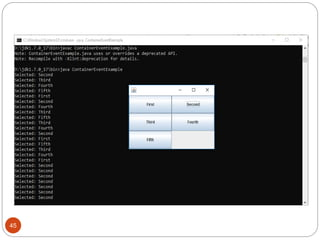 C:\Windows\System32\cmd.exe - java ContainerEventExample
D:\jdk1.7.0_17\bin>javac ContainerEventExample.java
Note: ContainerEventExample.java uses or overrides a deprecated API.
Note: Recompile with -Xlint:deprecation for details.
D:\jdk1.7.0_17\bin>java ContainerEventExample
Selected: Second
Selected: Third
Selected: Fourth
Selected: Fifth
Selected: First
Selected: Second
Selected: Third
Selected: Fourth
Selected: Fifth
Selected: Third
Selected: Fourth
Selected: Second
Selected: First
Selected: Fifth
Selected: Third
Selected: Fourth
Selected: First
Selected: Second
Selected: Second
Selected: Second
Selected: Second
Selected: Second
Selected: Second
First
Second
Third
Fourth
Fifth
45